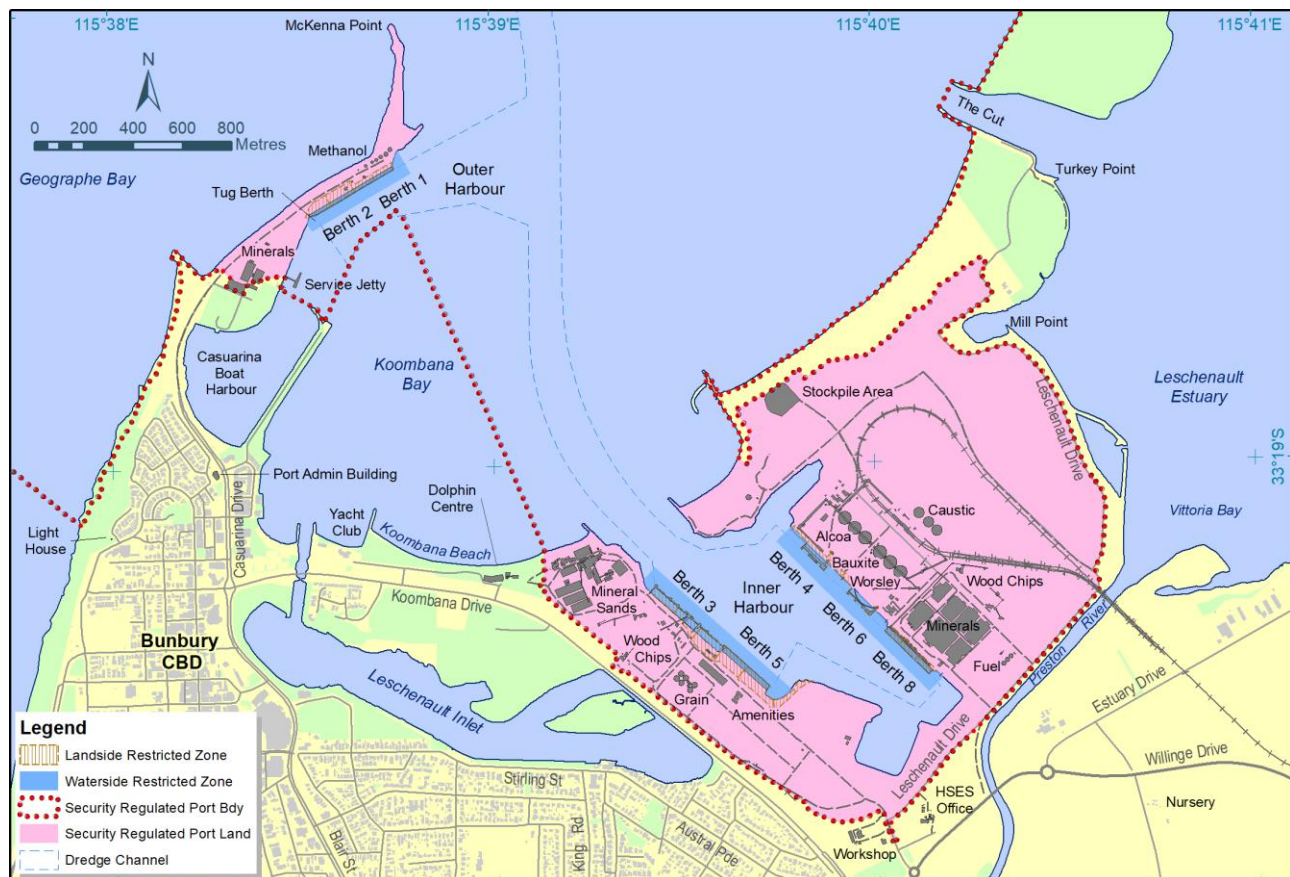 115°38'E
115°39'E
115°40'E
115°41'E
McKenna Point
N
0 200 400 600 800
Metres
The Cut
Methanol
Outer
Harbour
Turkey Point
Geographe Bay
Tug Berth
Berth 2 Berth 1
Minerals
Service Jetty
Mill Point
Casuarina
Boat
Harbour
Koombana
Bay
Leschenault
Estuary
Stockpile Area
Leschenault Drive
33°19'S
Port Admin Building
Dolphin
Centre
Caustic
Light
House
Casuarina Drive
Yacht
Club
Koombana Beach
Vittoria Bay
Alcoa
Bauxite
Worsley
Wood Chips
Mineral
Sands
Berth 3
Inner
Harbour
Berth 4
Koombana Drive
Bunbury
CBD
Minerals
Preston River
Wood
Chips
Berth 5
Berth 6
Berth 8
Fuel
Leschenault Inlet
Grain
Amenities
Estuary Drive
Leschenault Drive
Willinge Drive
Stirling St
HSES
Office
Nursery
Blair St
King Rd
Austral Pde
Workshop
Legend
Landside Restricted Zone
Waterside Restricted Zone
Security Regulated Port Bdy
Security Regulated Port Land
Dredge Channel